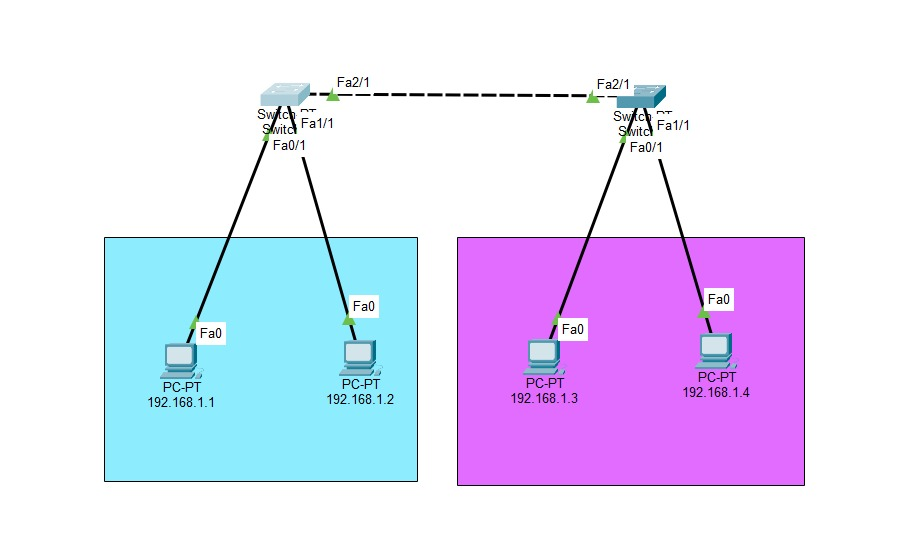 Fa2/1
Fa2/1
Fa1/1
Fa0/1
Fa1/1
Fa0/1
Fa0
Fa0
Fa0
Fa0
PC-PT
192.168.1.1
PC-PT
192.168.1.2
PC-PT
192.168.1.3
PC-PT
192.168.1.4